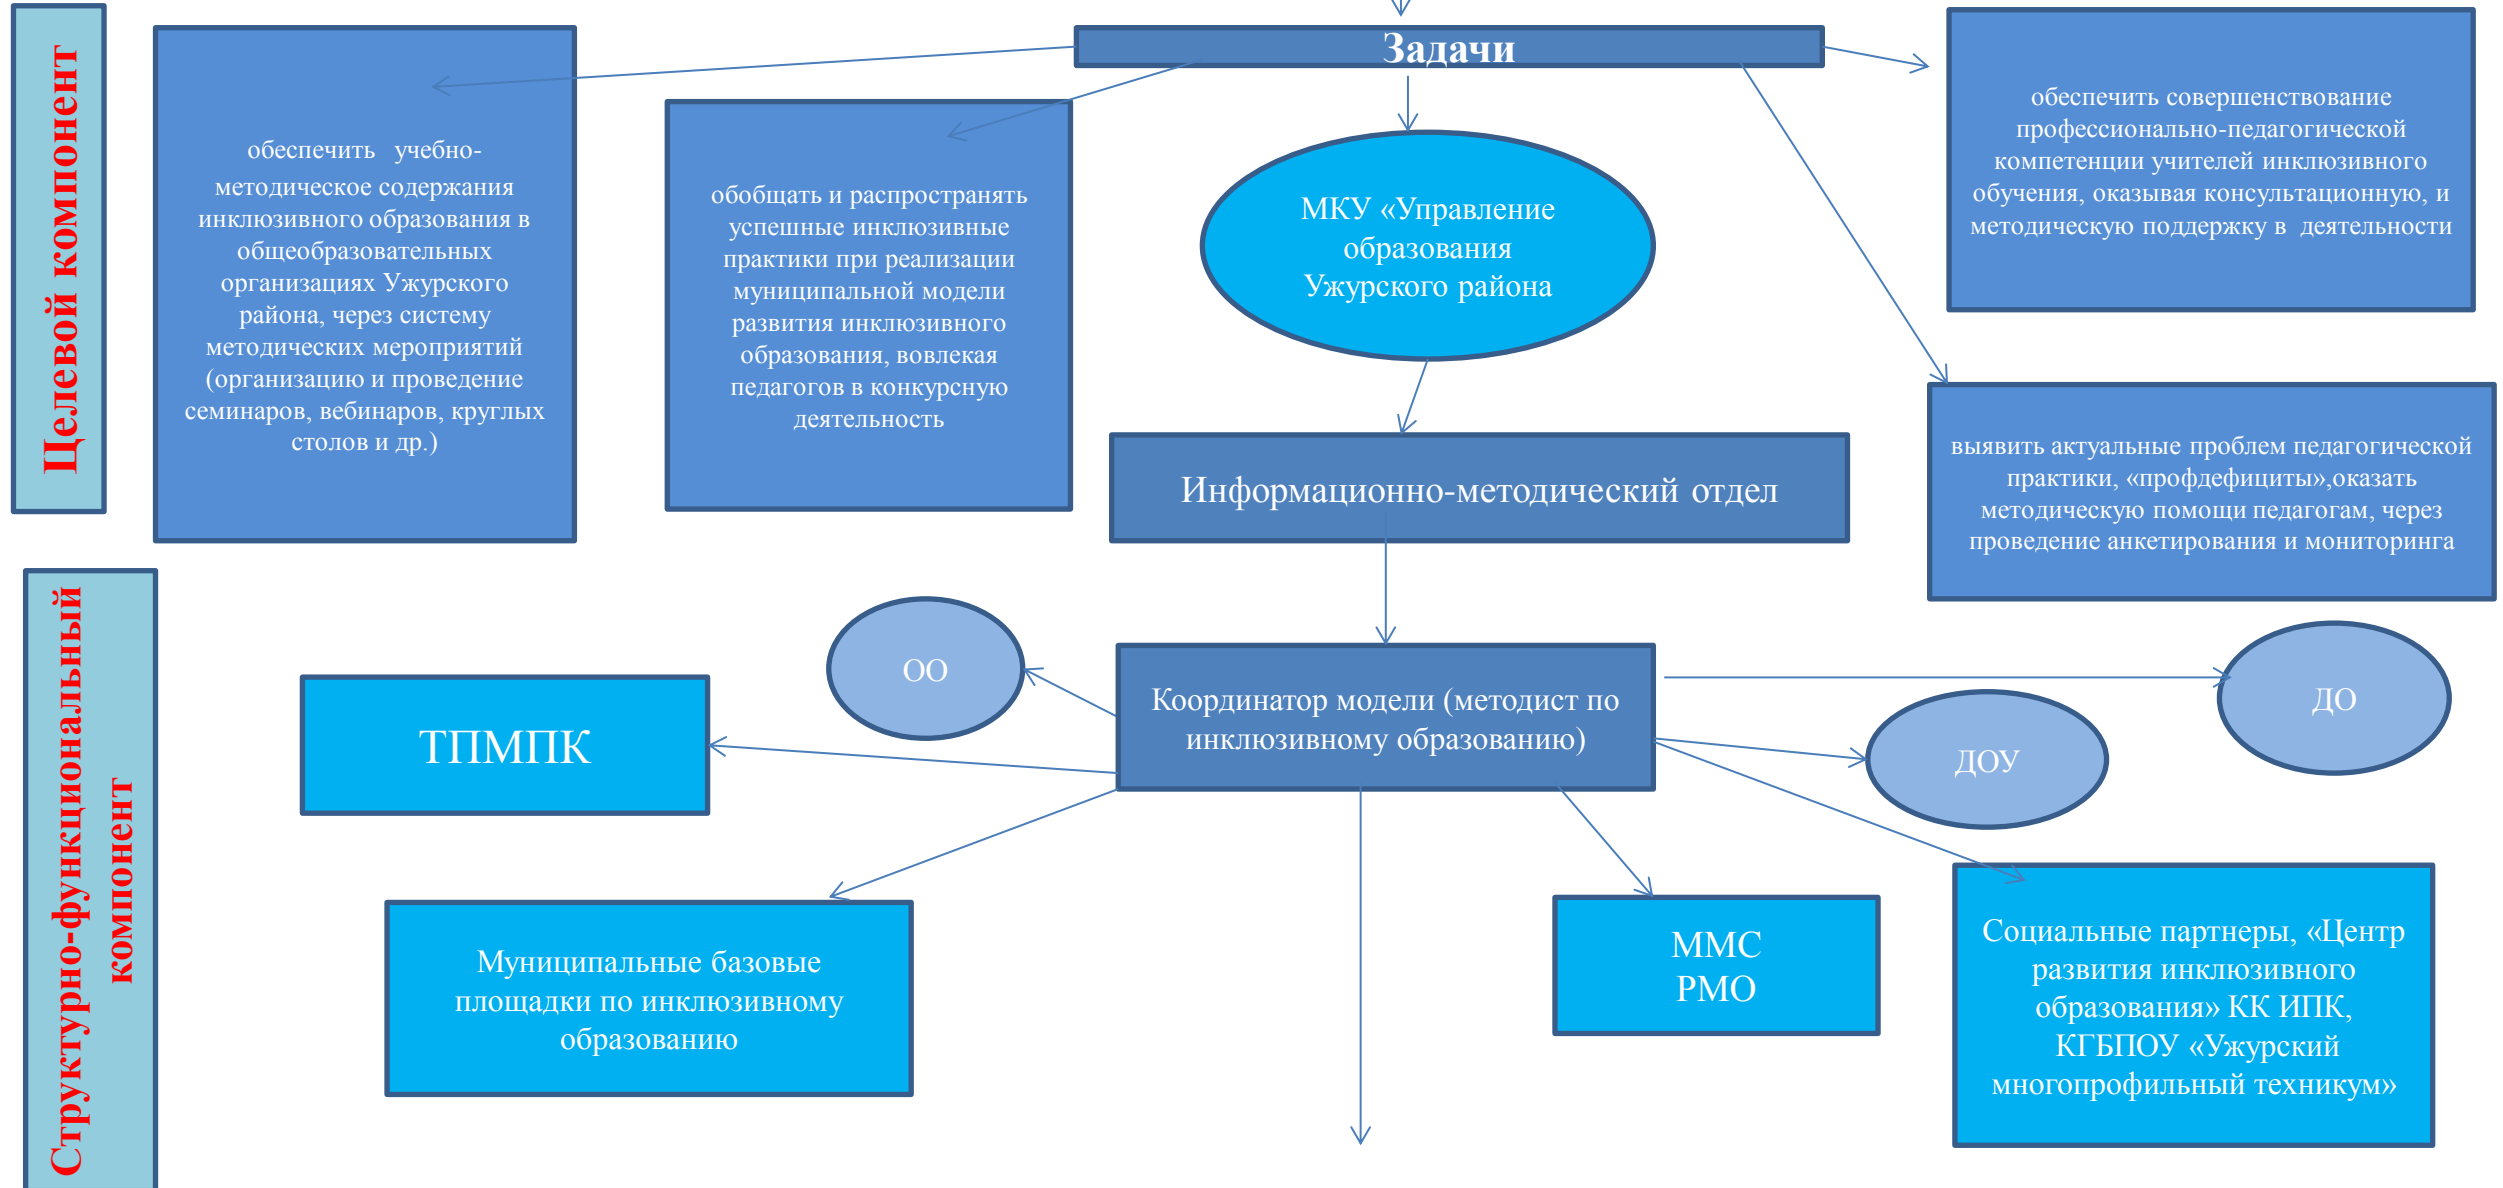 Целевой компонент
Задачи
обеспечить учебно-
методическое содержания
инклюзивного образования в
общеобразовательных
организациях Ужурского
района, через систему
методических мероприятий
(организацию и проведение
семинаров, вебинаров, круглых
столов и др.)
обобщать и распространять
успешные инклюзивные
практики при реализации
муниципальной модели
развития инклюзивного
образования, вовлекая
педагогов в конкурсную
деятельность
МКУ «Управление
образования
Ужурского района
обеспечить совершенствование
профессионально-педагогической
компетенции учителей инклюзивного
обучения, оказывая консультационную, и
методическую поддержку в деятельности
выявить актуальные проблем педагогической
практики, «профдефициты»,оказать
методическую помощи педагогам, через
проведение анкетирования и мониторинга
Информационно-методический отдел
Структурно-функциональный
компонент
ОО
ТПМПК
Координатор модели (методист по
инклюзивному образованию)
ДО
ДОУ
Муниципальные базовые
площадки по инклюзивному
образованию
ММС
РМО
Социальные партнеры, «Центр
развития инклюзивного
образования» КК ИПК,
КГБПОУ «Ужурский
многопрофильный техникум»